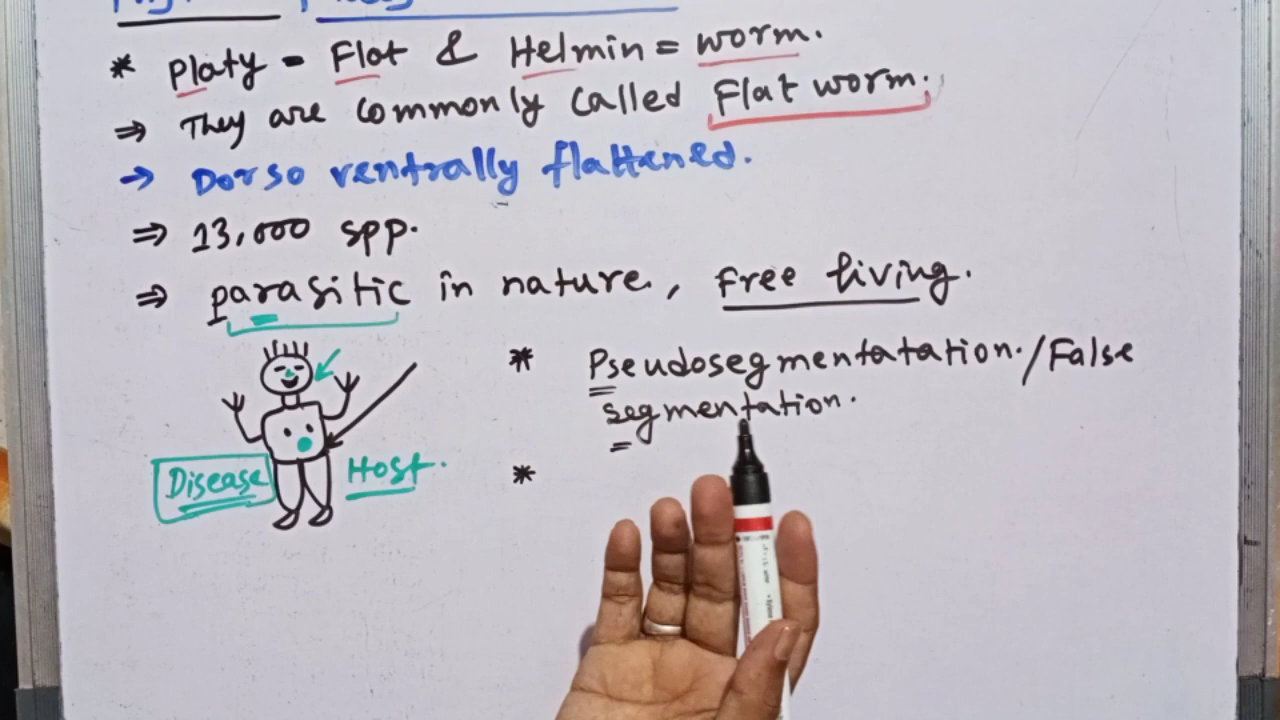 * Platy = Flat & Helmin = worm.
⇒ They are commonly called Flat worm.
→ Dorso ventrally flattened.
⇒ 13,000 spp.
⇒ parasitic in nature, free living.
* Pseudosegmentatation./False
segmentation.
Disease Host.
*